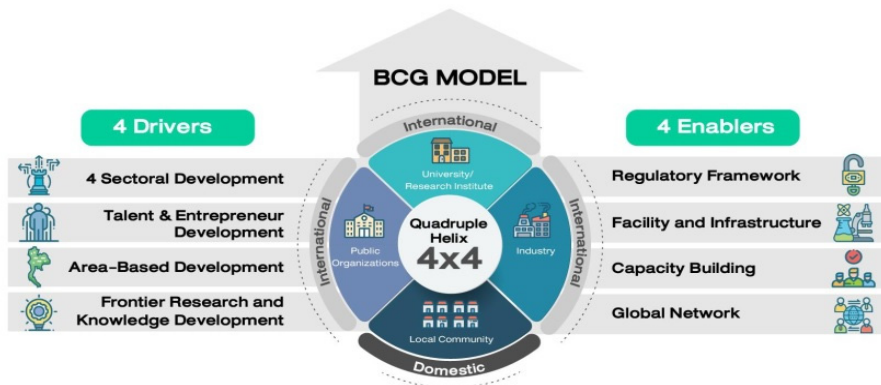 BCG MODEL
4 Drivers
4 Sectoral Development
Talent & Entrepreneur
Development
Area-Based Development
Frontier Research and
Knowledge Development
International
International
International
Domestic
University/
Research Institute
Public
Organizations
Quadruple
Helix
4x4
Industry
Local Community
4 Enablers
Regulatory Framework
Facility and Infrastructure
Capacity Building
Global Network